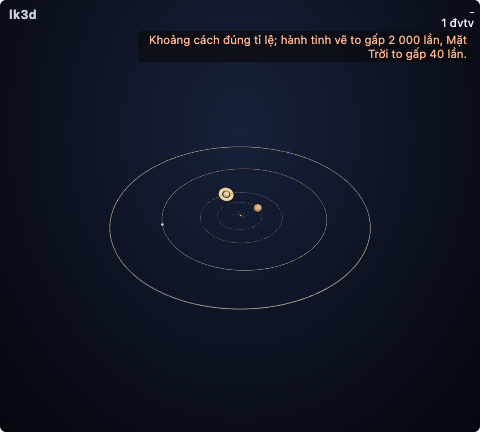 lk3d
1 đvtv
Khoảng cách đúng tỉ lệ; hành tinh vẽ to gấp 2 000 lần, Mặt
Trời to gấp 40 lần.